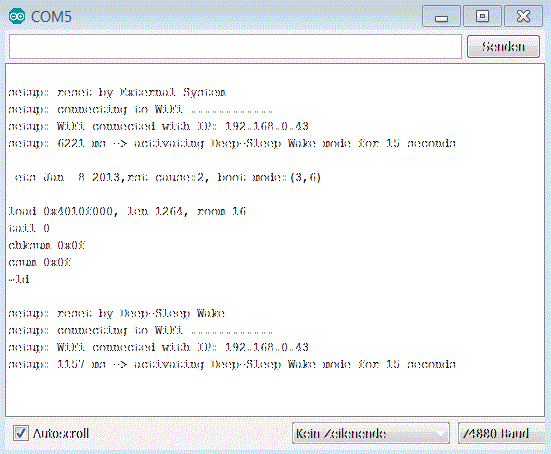 COM5
Senden
setup: reset by External System
setup: connecting to WiFi ..............
setup: WiFi connected with IP: 192.168.0.43
setup: 6221 ms -> activating Deep-Sleep Wake mode for 15 seconds
ets Jan  8 2013,rst cause:2, boot mode:(3,6)
load 0x4010f000, len 1264, room 16
tail 0
chksum 0x0f
csum 0x0f
~ld
setup: reset by Deep-Sleep Wake
setup: connecting to WiFi ..............
setup: WiFi connected with IP: 192.168.0.43
setup: 1157 ms -> activating Deep-Sleep Wake mode for 15 seconds
Autoscroll
Kein Zeilenende
74880 Baud